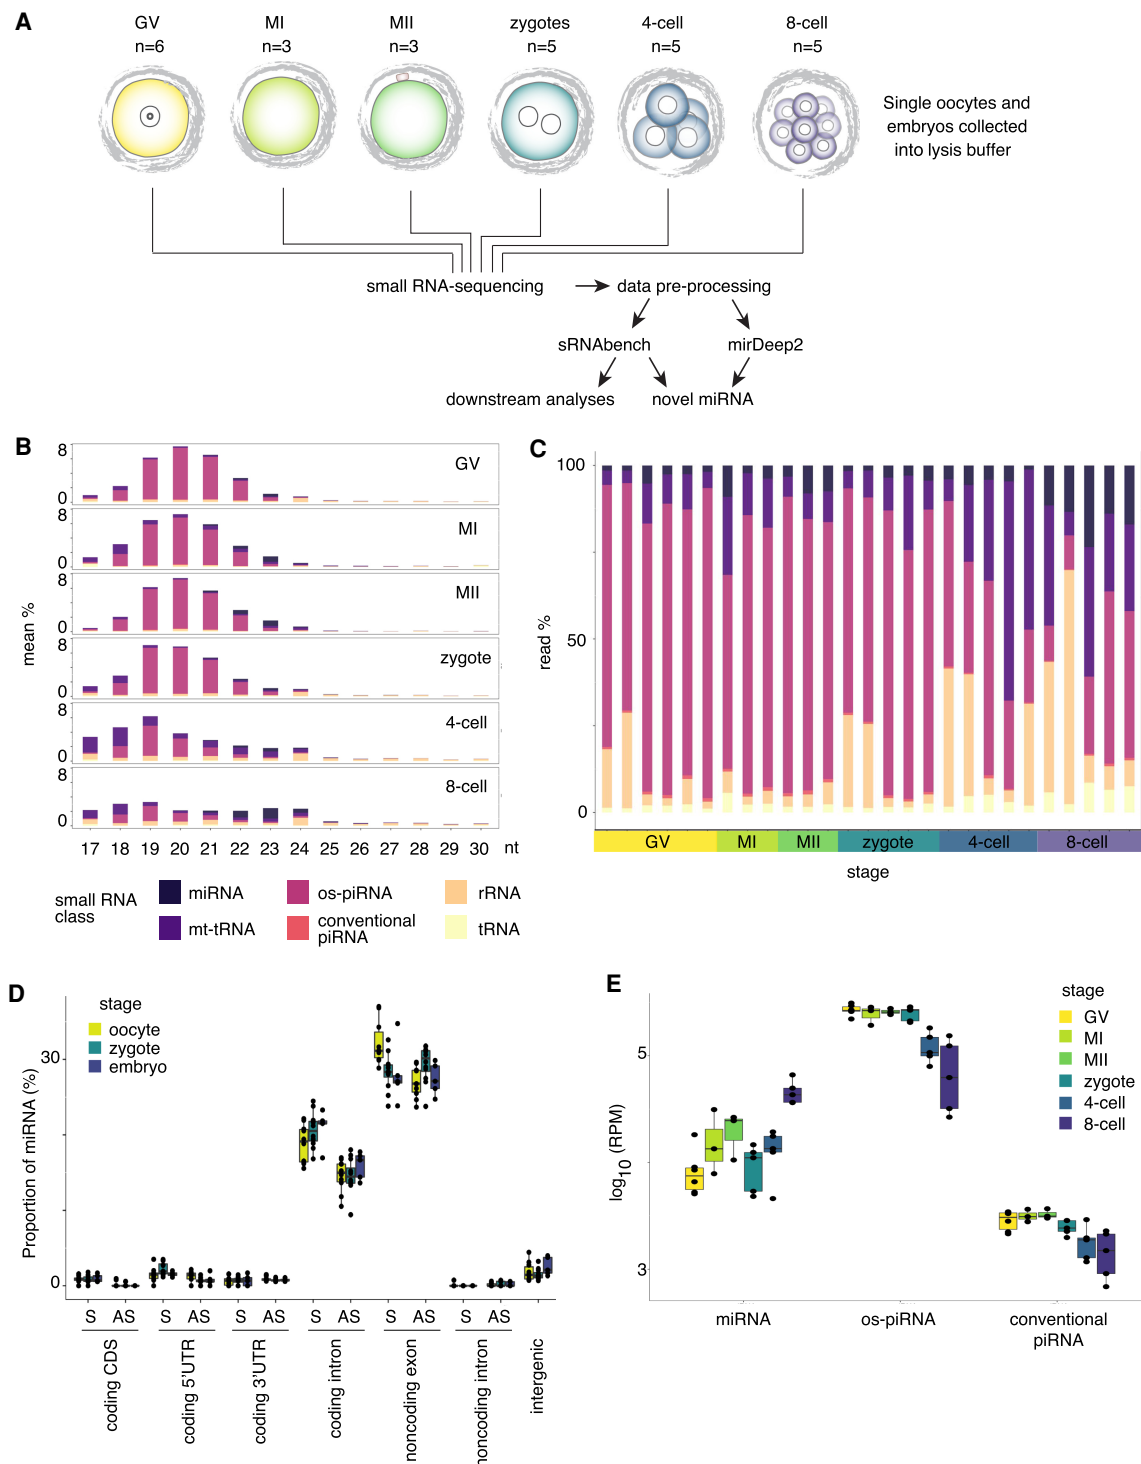 A
GV
n=6
MI
n=3
MII
n=3
zygotes
n=5
4-cell
n=5
8-cell
n=5
Single oocytes and
embryos collected
into lysis buffer
small RNA-sequencing
data pre-processing
sRNAbench
mirDeep2
downstream analyses
novel miRNA
B
mean %
8
0
GV
8
0
MI
8
0
MII
8
0
zygote
8
0
4-cell
8
0
8-cell
17 18 19 20 21 22 23 24 25 26 27 28 29 30 nt
small RNA
class
miRNA
os-piRNA
rRNA
mt-tRNA
conventional
piRNA
tRNA
C
read %
100
50
0
GV MI MII zygote 4-cell 8-cell
stage
D
stage
oocyte
zygote
embryo
Proportion of miRNA (%)
30
0
S AS S AS S AS S AS S AS S AS
coding CDS
coding 5'UTR
coding 3'UTR
coding intron
noncoding exon
noncoding intron
intergenic
E
stage
GV
MI
MII
zygote
4-cell
8-cell
log10 (RPM)
5
3
miRNA
os-piRNA
conventional
piRNA